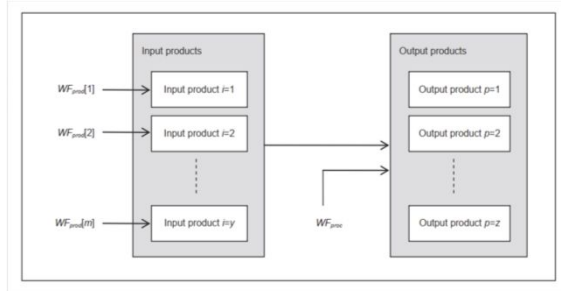 Input products
Output products
WFprod[1]
Input product i=1
Output product p=1
WFprod[2]
Input product i=2
Output product p=2
WFprod[m]
Input product i=y
WFproc
Output product p=z